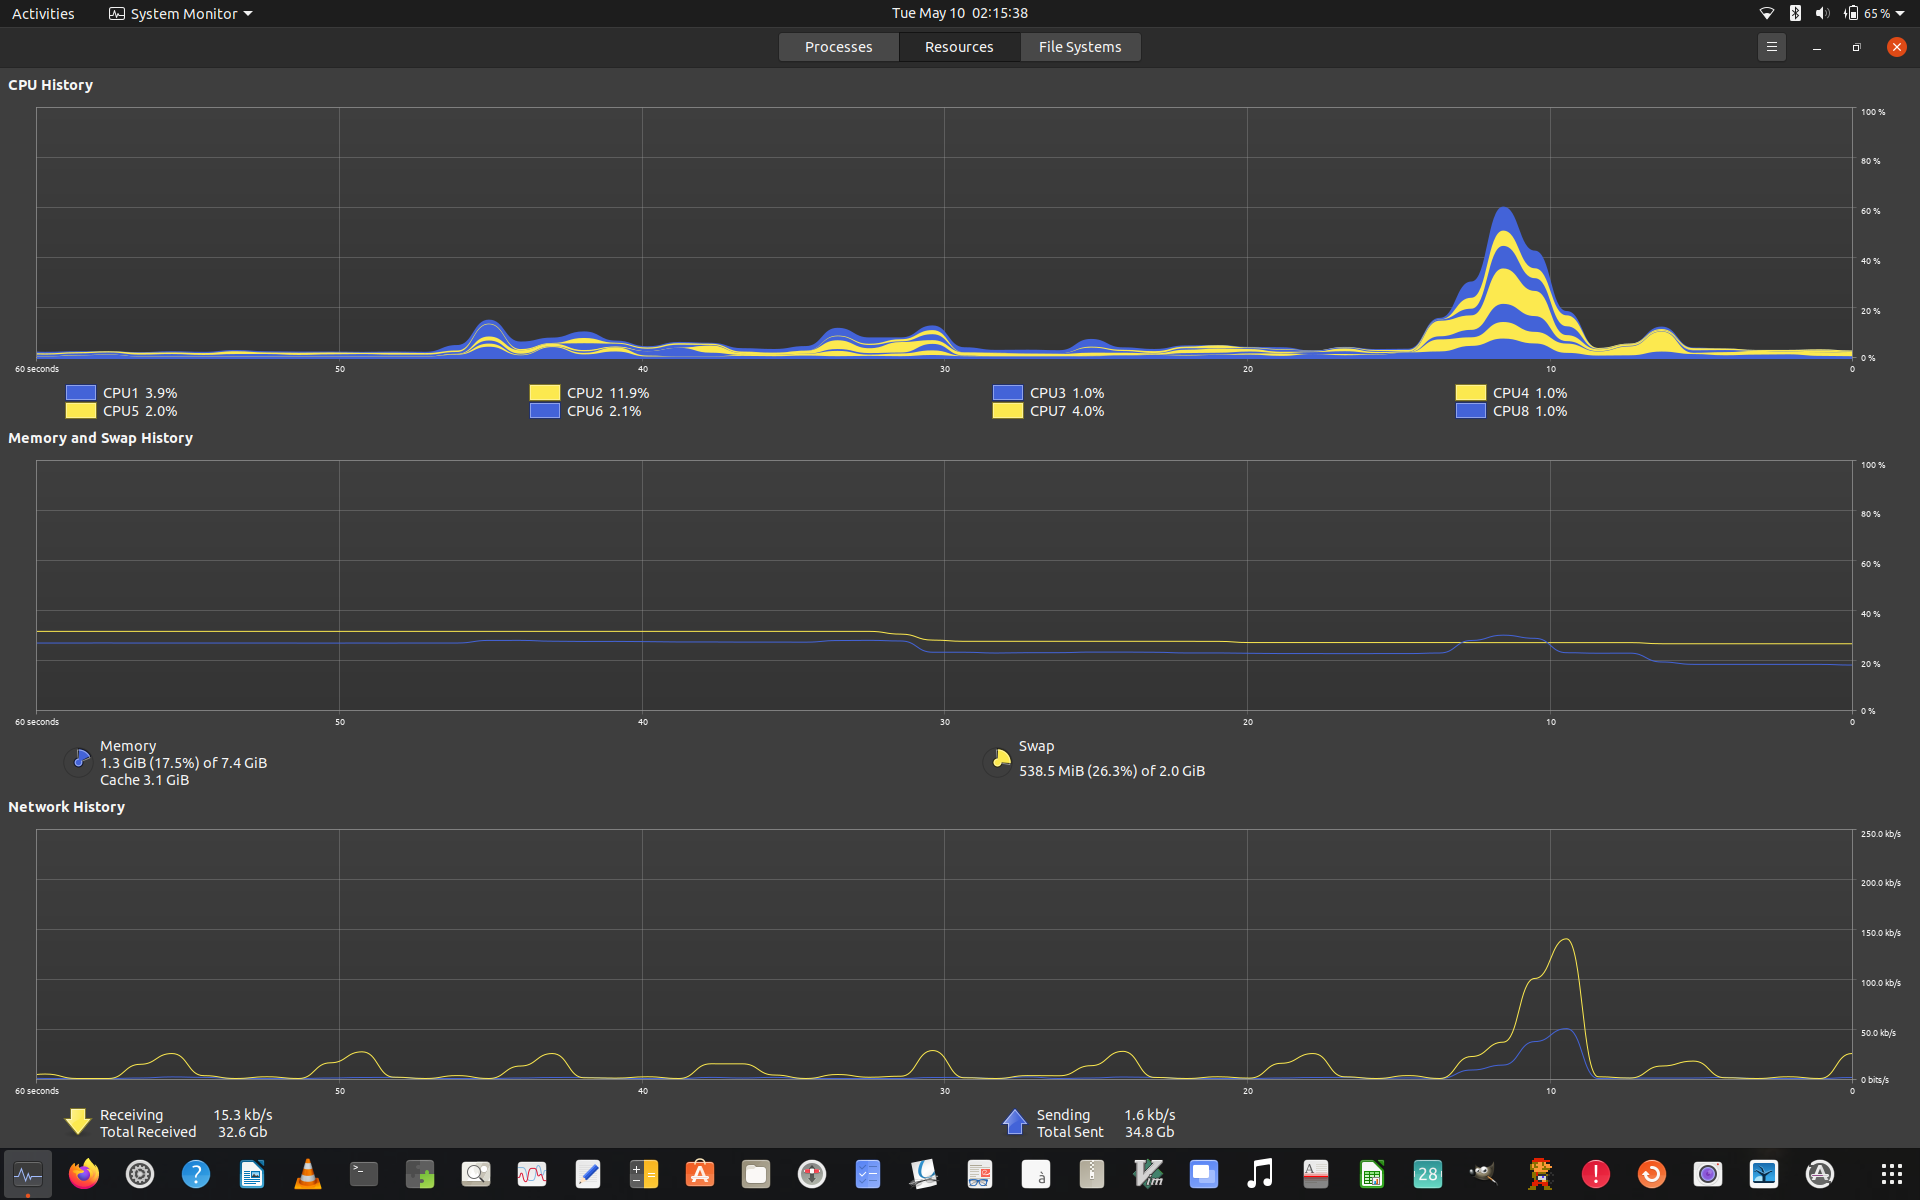 Activities System Monitor Tue May 10 02:15:38 65 %
Processes Resources File Systems
CPU History
100 %
80 %
60 %
40 %
20 %
0 %
60 seconds 50 40 30 20 10 0
CPU1 3.9% CPU2 11.9% CPU3 1.0% CPU4 1.0%
CPU5 2.0% CPU6 2.1% CPU7 4.0% CPU8 1.0%
Memory and Swap History
100 %
80 %
60 %
40 %
20 %
0 %
60 seconds 50 40 30 20 10 0
Memory
1.3 GiB (17.5%) of 7.4 GiB
Cache 3.1 GiB
Swap
538.5 MiB (26.3%) of 2.0 GiB
Network History
250.0 kb/s
200.0 kb/s
150.0 kb/s
100.0 kb/s
50.0 kb/s
0 bits/s
60 seconds 50 40 30 20 10 0
Receiving 15.3 kb/s
Total Received 32.6 Gb
Sending 1.6 kb/s
Total Sent 34.8 Gb
à
Vim
A
28